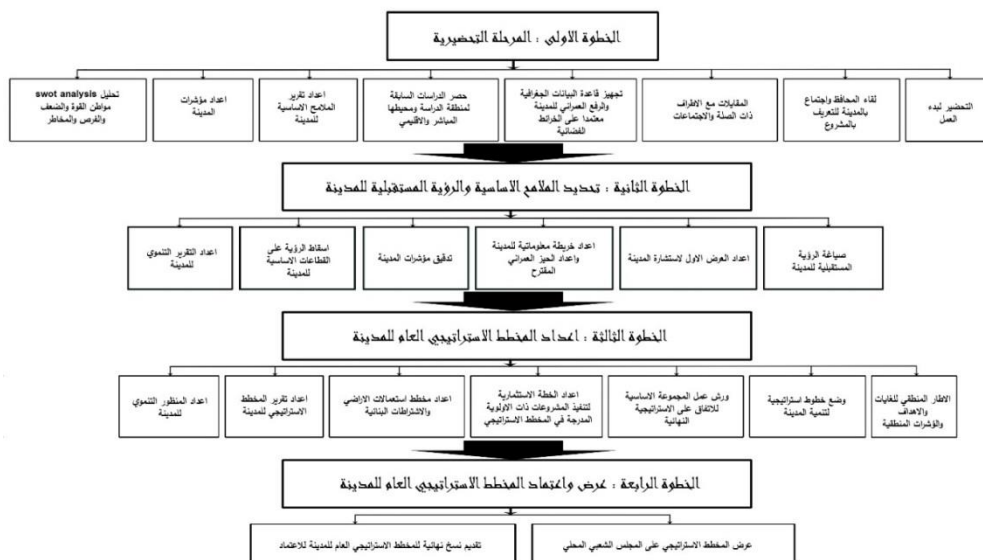 الخطوة الاولى : المرحلة التحضيرية
التحضير لبدء
العمل
لقاء المحافظ واجتماع
بالمدينة للتعريف
بالمشروع
المقابلات مع الاطراف
ذات الصلة والاجتماعات
تجهيز قاعدة البيانات الجغرافية
والرفع العمراني للمدينة
معتمدا على الخرائط
الفضائية
حصر الدراسات السابقة
لمنطقة الدراسة ومحيطها
المباشر والاقليمي
اعداد تقرير
الملامح الاساسية
للمدينة
اعداد مؤشرات
المدينة
تحليل swot analysis
مواطن القوة والضعف
والفرص والمخاطر
الخطوة الثانية : تحديد الملامح الاساسية والرؤية المستقبلية للمدينة
صياغة الرؤية
المستقبلية للمدينة
اعداد العرض الاول لاستشارة المدينة
اعداد خريطة معلوماتية للمدينة
واعداد الحيز العمراني
المقترح
تدقيق مؤشرات المدينة
اسقاط الرؤية على
القطاعات الاساسية
للمدينة
اعداد التقرير التنموي
للمدينة
الخطوة الثالثة : اعداد المخطط الاستراتيجي العام للمدينة
الاطار المنطقي للغايات
والاهداف
والؤشرات المنطقية
وضع خطوط استراتيجية
لتنمية المدينة
ورش عمل المجموعة الاساسية
للاتفاق على الاستراتيجية
النهائية
اعداد الخطة الاستثمارية
لتنفيذ المشروعات ذات الاولوية
المدرجة في المخطط الاستراتيجي
اعداد مخطط استعمالات الاراضي
والاشتراطات البنائية
اعداد تقرير المخطط
الاستراتيجي للمدينة
اعداد المنظور التنموي
للمدينة
الخطوة الرابعة : عرض واعتماد المخطط الاستراتيجي العام للمدينة
عرض المخطط الاستراتيجي على المجلس الشعبي المحلي
تقديم نسخ نهائية للمخطط الاستراتيجي العام للمدينة للاعتماد